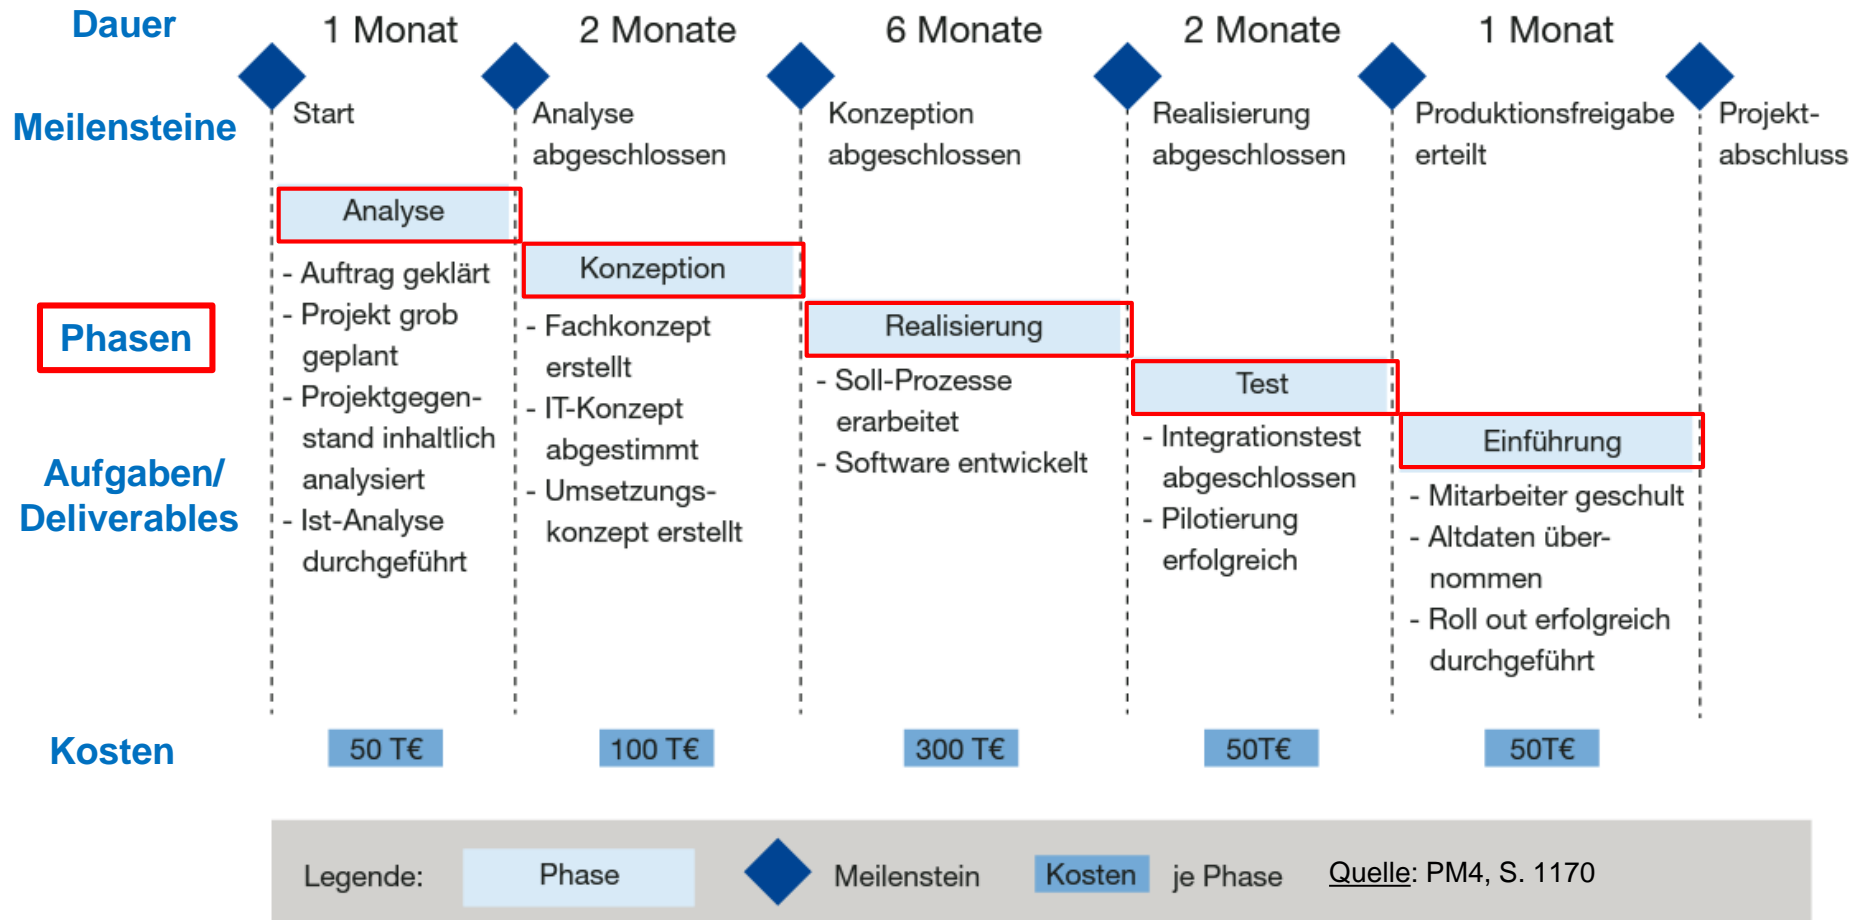 Dauer
1 Monat
2 Monate
6 Monate
2 Monate
1 Monat
Meilensteine
Start
Analyse
abgeschlossen
Konzeption
abgeschlossen
Realisierung
abgeschlossen
Produktionsfreigabe
erteilt
Projekt-
abschluss
Phasen
Analyse
Konzeption
Realisierung
Test
Einführung
Aufgaben/
Deliverables
- Auftrag geklärt
- Projekt grob
geplant
- Projektgegen-
stand inhaltlich
analysiert
- Ist-Analyse
durchgeführt
- Fachkonzept
erstellt
- IT-Konzept
abgestimmt
- Umsetzungs-
konzept erstellt
- Soll-Prozesse
erarbeitet
- Software entwickelt
- Integrationstest
abgeschlossen
- Pilotierung
erfolgreich
- Mitarbeiter geschult
- Altdaten über-
nommen
- Roll out erfolgreich
durchgeführt
Kosten
50 T€
100 T€
300 T€
50T€
50T€
Legende:
Phase
Meilenstein
Kosten
je Phase
Quelle: PM4, S. 1170